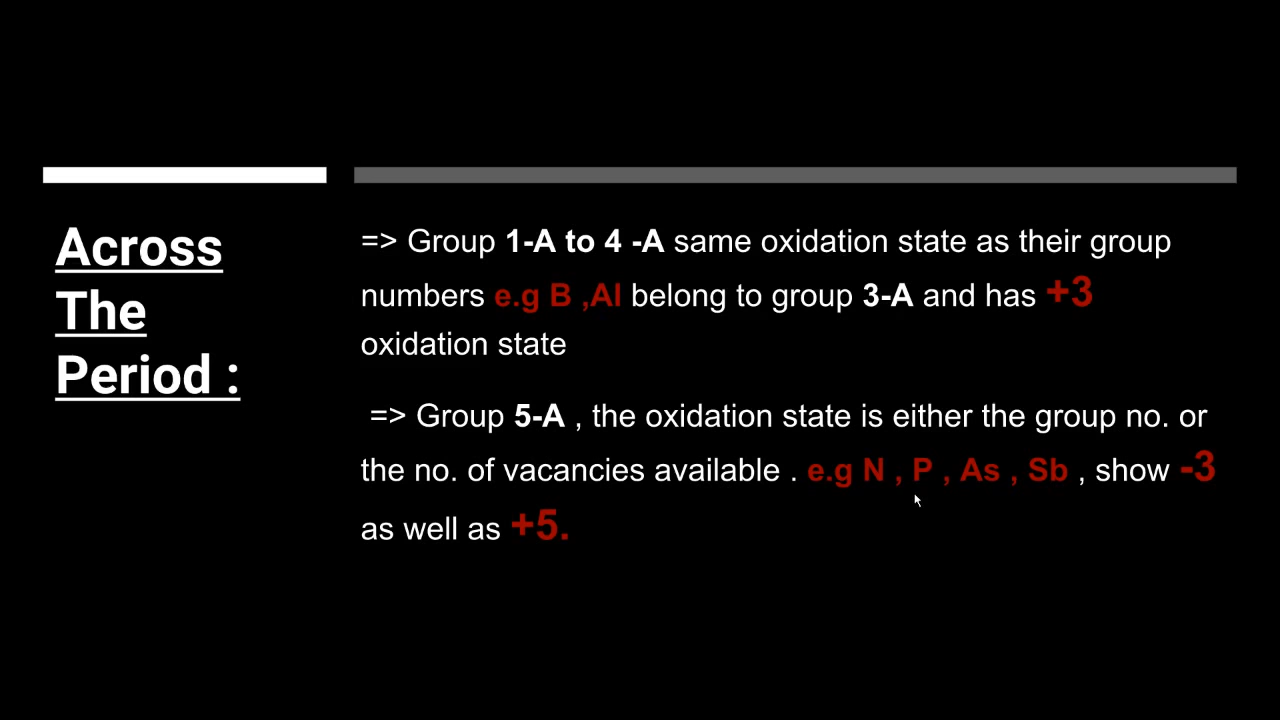 Across
The
Period :
=> Group 1-A to 4 -A same oxidation state as their group
numbers e.g B ,Al belong to group 3-A and has +3
oxidation state
=> Group 5-A , the oxidation state is either the group no. or
the no. of vacancies available . e.g N , P , As , Sb , show -3
as well as +5.